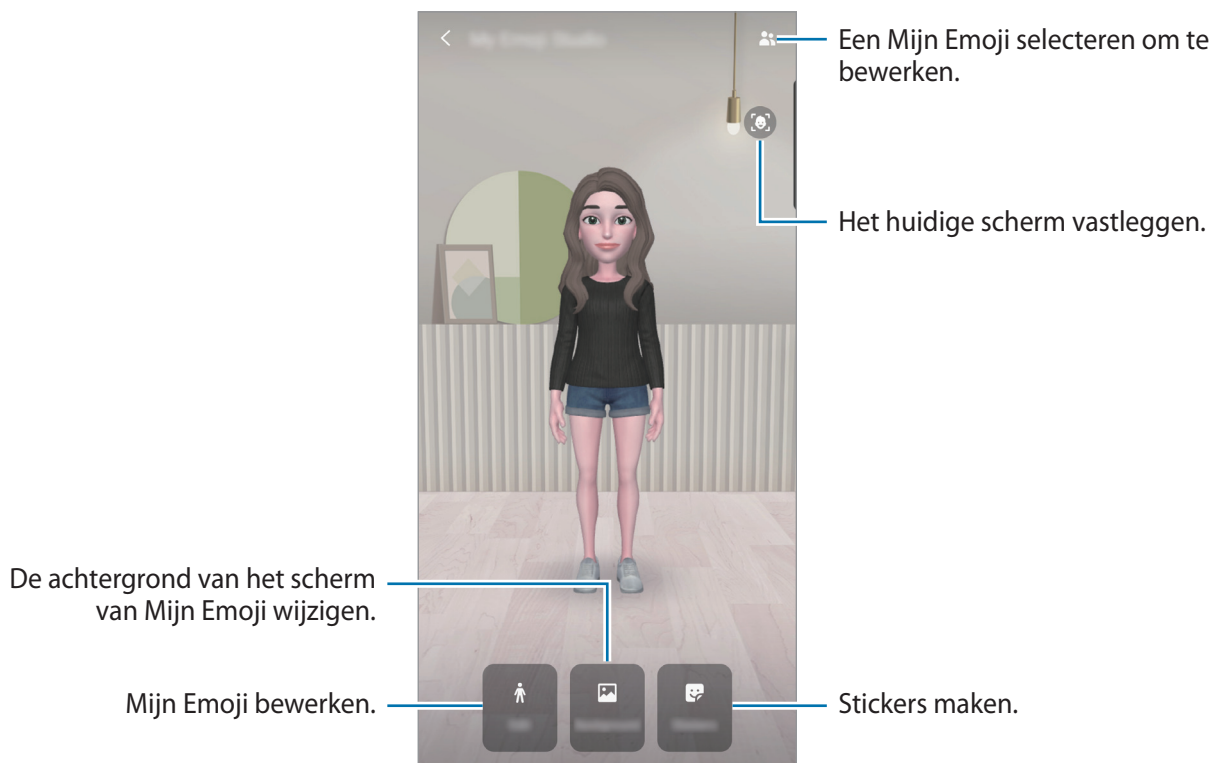 Een Mijn Emoji selecteren om te
bewerken.
Het huidige scherm vastleggen.
De achtergrond van het scherm
van Mijn Emoji wijzigen.
Mijn Emoji bewerken.
Stickers maken.